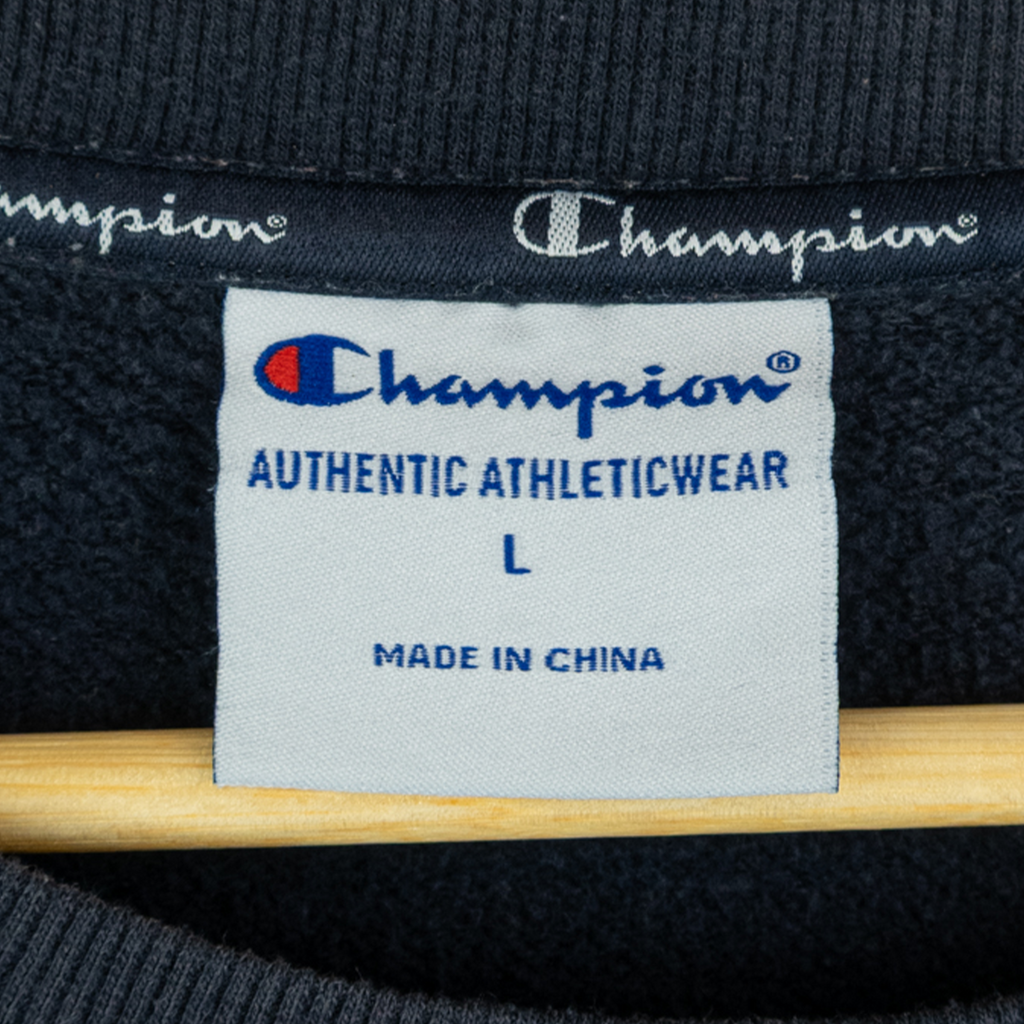 ampion®
Champion®
Champion®
AUTHENTIC ATHLETICWEAR
L
MADE IN CHINA